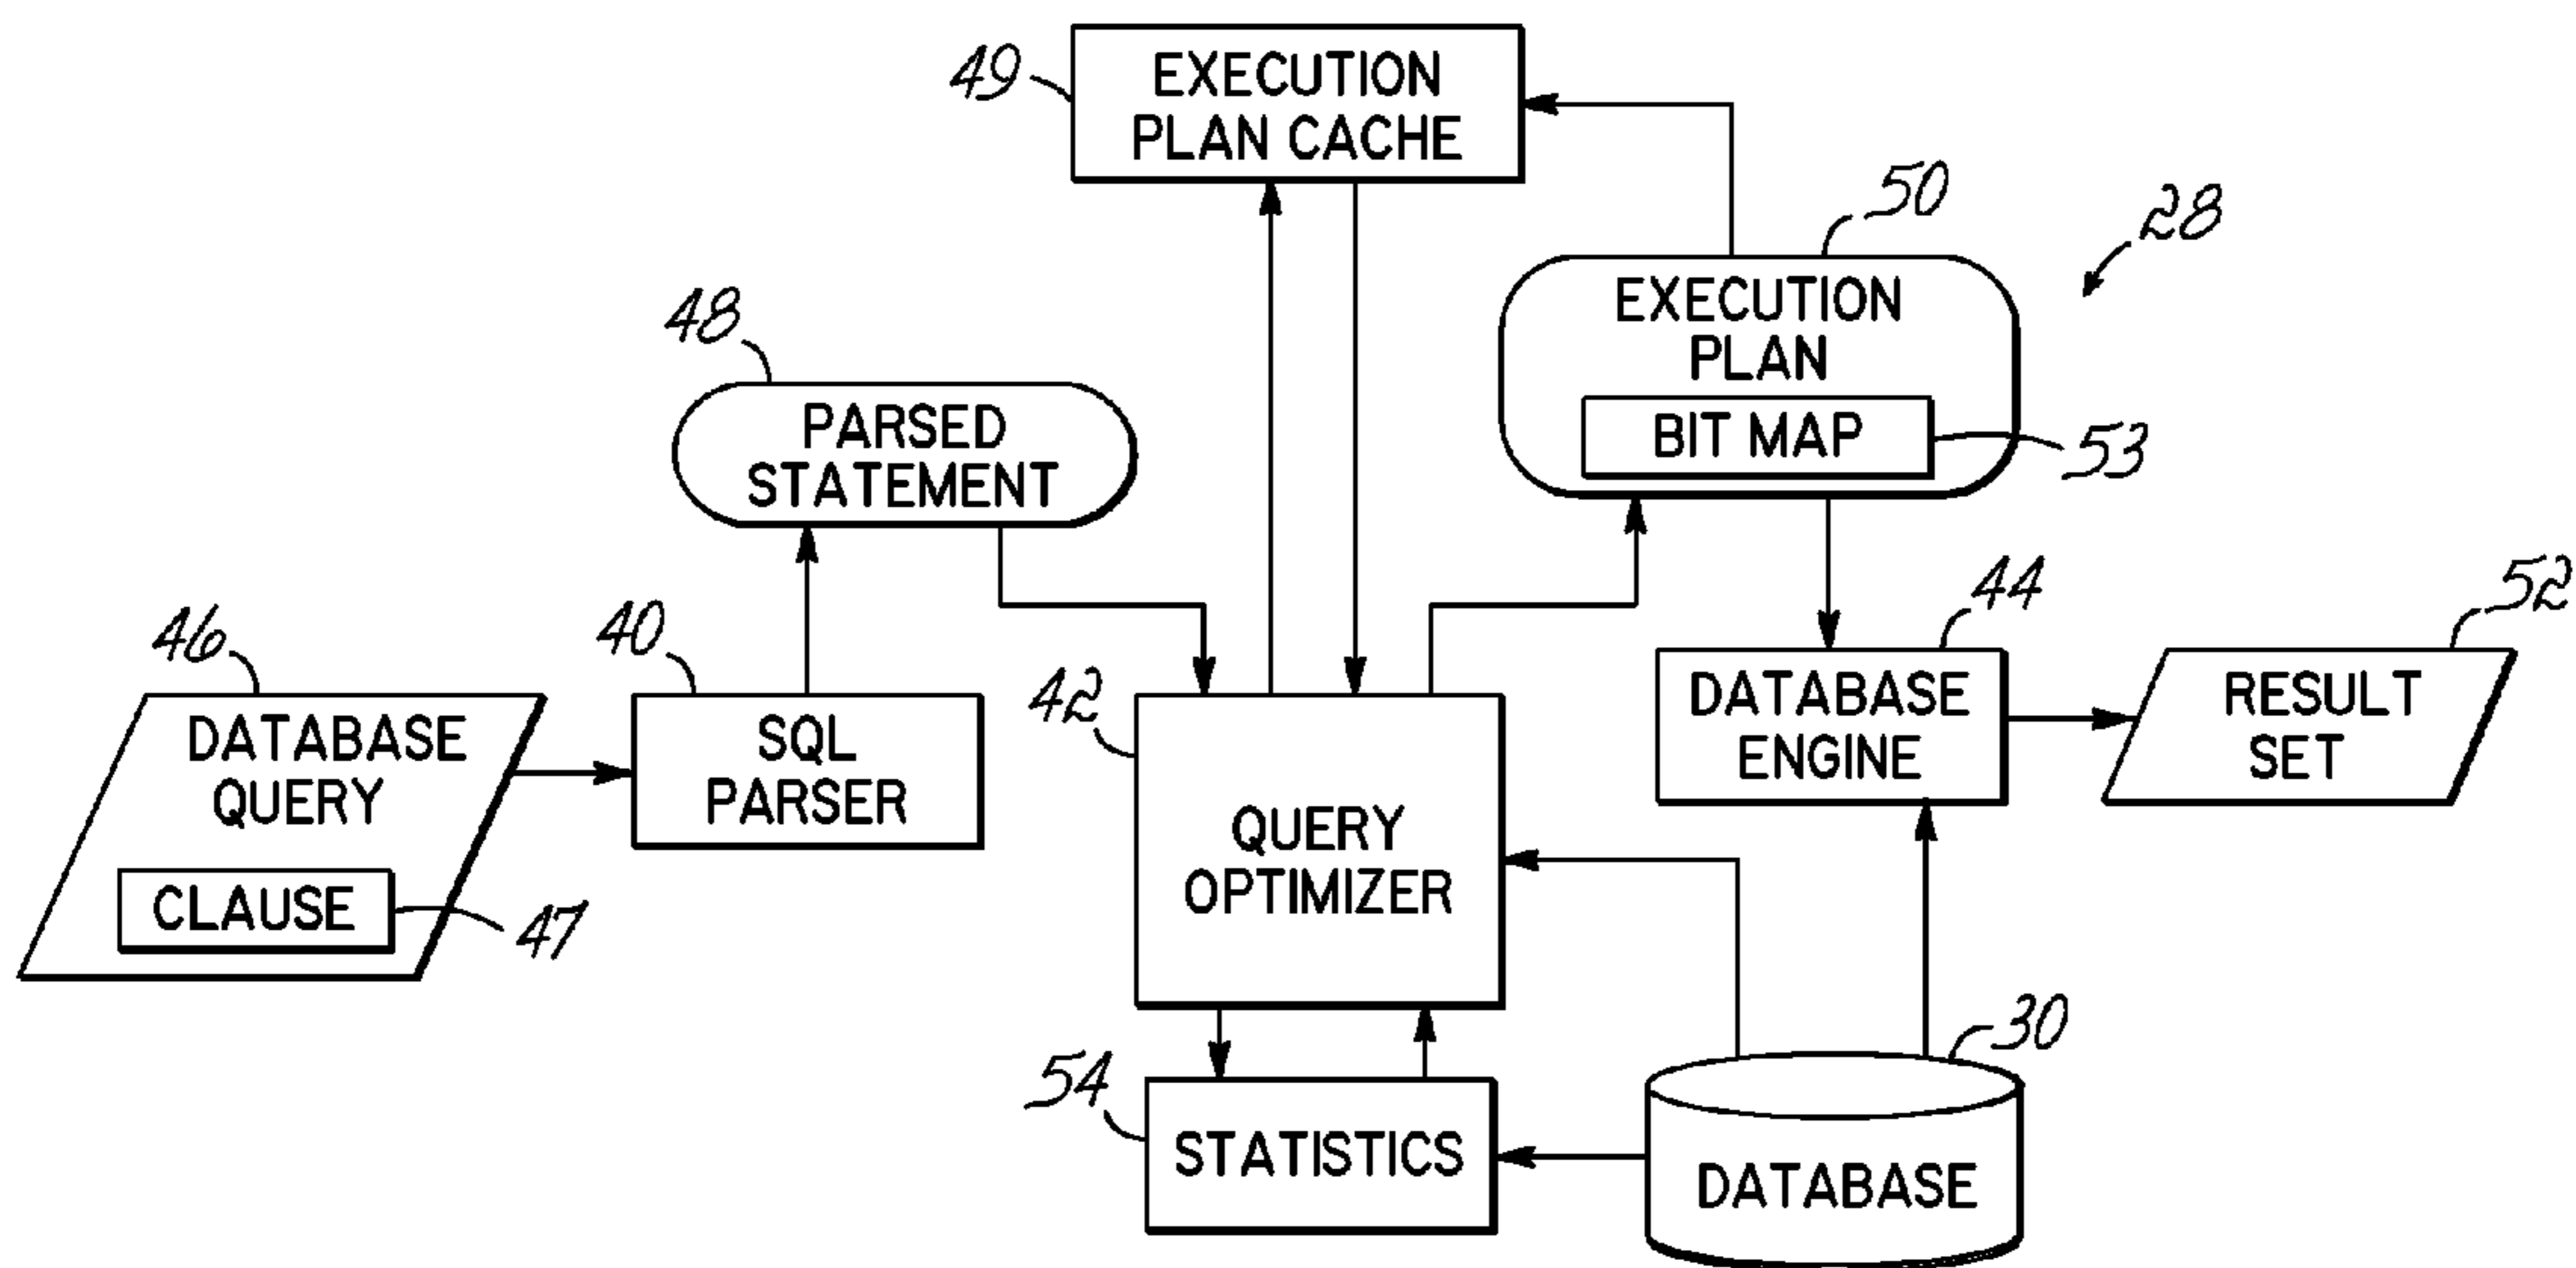 49
EXECUTION
PLAN CACHE
50
28
EXECUTION
PLAN
BIT MAP
53
48
PARSED
STATEMENT
46
DATABASE
QUERY
CLAUSE
47
40
SQL
PARSER
42
QUERY
OPTIMIZER
44
DATABASE
ENGINE
52
RESULT
SET
54
STATISTICS
30
DATABASE